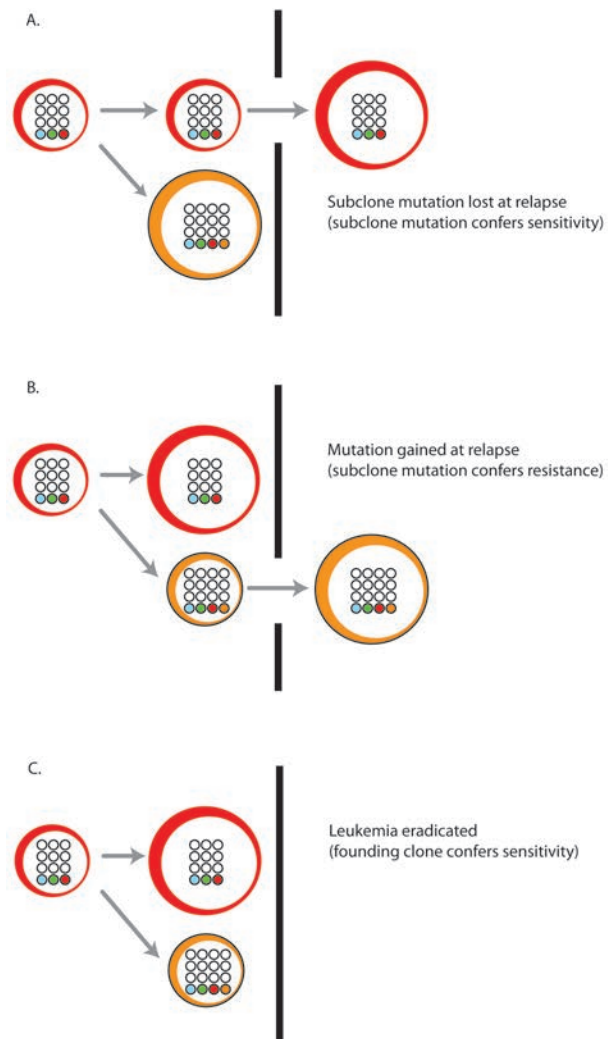 A.
Subclone mutation lost at relapse
(subclone mutation confers sensitivity)
B.
Mutation gained at relapse
(subclone mutation confers resistance)
C.
Leukemia eradicated
(founding clone confers sensitivity)